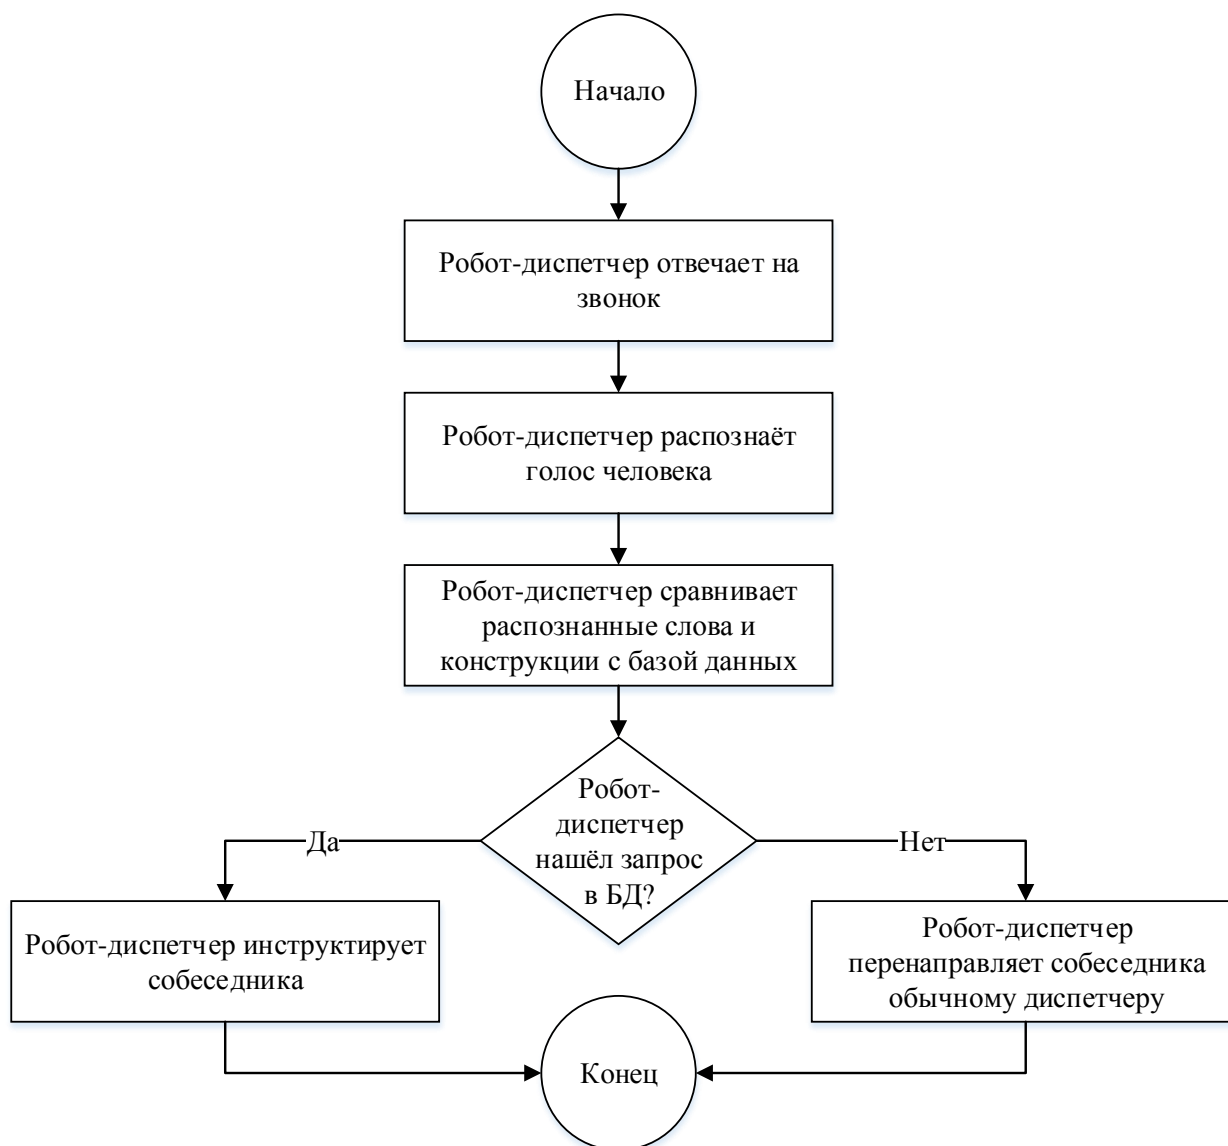 Начало
Робот-диспетчер отвечает на
звонок
Робот-диспетчер распознаёт
голос человека
Робот-диспетчер сравнивает
распознанные слова и
конструкции с базой данных
Робот-
диспетчер
нашёл запрос
в БД?
Да
Нет
Робот-диспетчер инструктирует
собеседника
Робот-диспетчер
перенаправляет собеседника
обычному диспетчеру
Конец